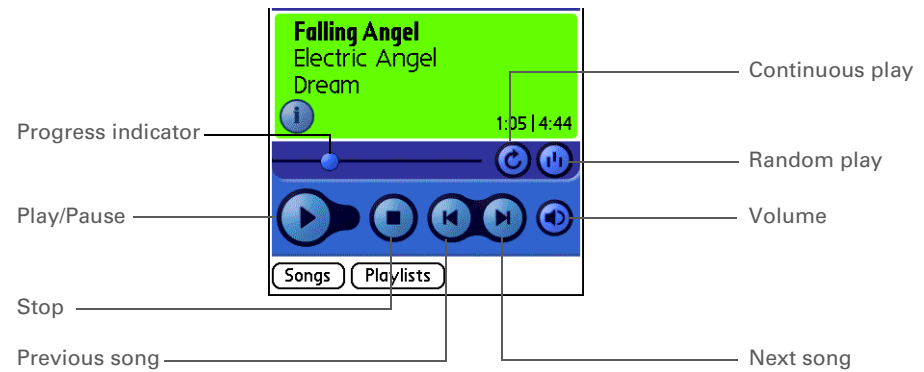 Falling Angel
Electric Angel
Dream
i
1:05 | 4:44
Continuous play
Progress indicator
Random play
Play/Pause
Volume
Songs
Playlists
Stop
Previous song
Next song